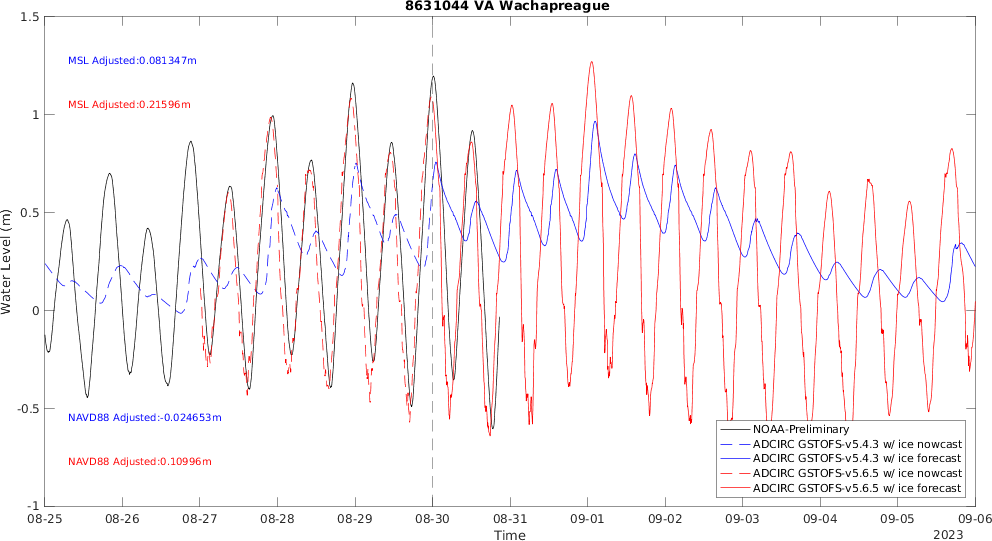 8631044 VA Wachapreague
1.5
1
0.5
0
-0.5
-1
Water Level (m)
MSL Adjusted:0.081347m
MSL Adjusted:0.21596m
NAVD88 Adjusted:-0.024653m
NAVD88 Adjusted:0.10996m
NOAA-Preliminary
ADCIRC GSTOFS-v5.4.3 w/ ice nowcast
ADCIRC GSTOFS-v5.4.3 w/ ice forecast
ADCIRC GSTOFS-v5.6.5 w/ ice nowcast
ADCIRC GSTOFS-v5.6.5 w/ ice forecast
08-25 08-26 08-27 08-28 08-29 08-30 08-31 09-01 09-02 09-03 09-04 09-05 09-06
Time
2023